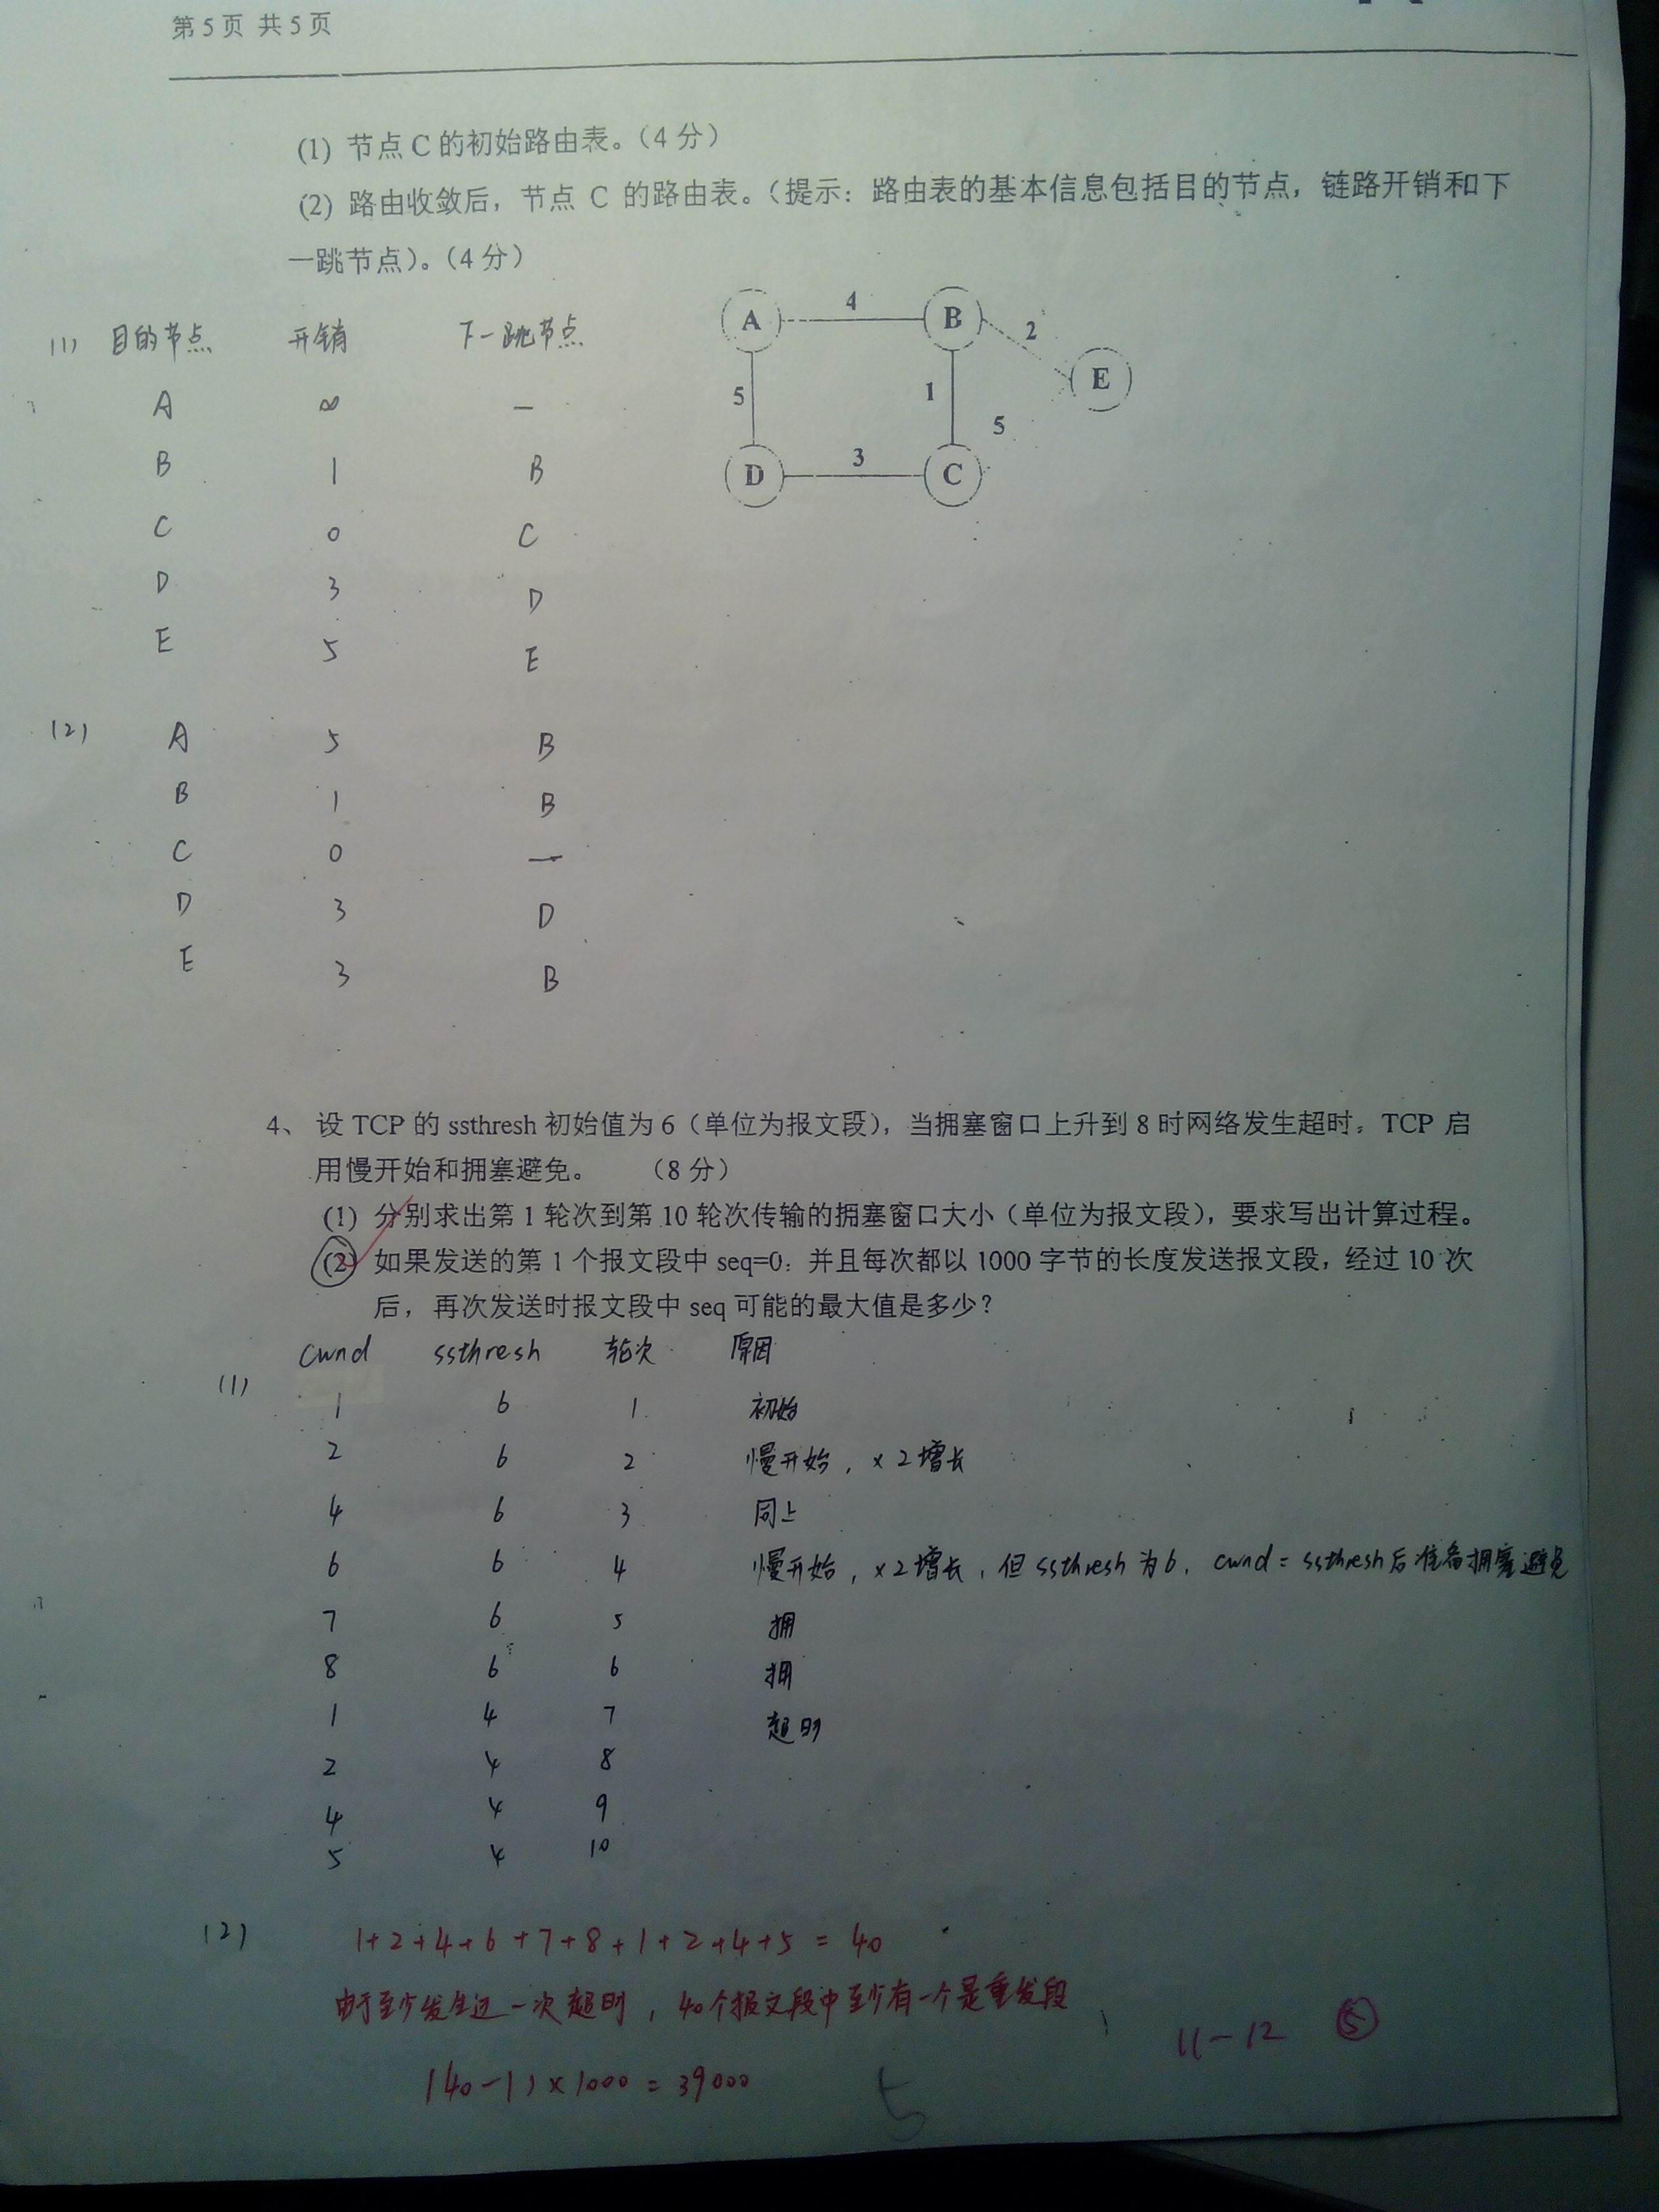 第 5 页 共 5 页
(1) 节点 C 的初始路由表。（4 分）
(2) 路由收敛后，节点 C 的路由表。（提示：路由表的基本信息包括目的节点，链路开销和下
一跳节点）。（4 分）
(1) 目的节点 开销 下一跳节点
A ∞ —
B 1 B
C 0 C
D 3 D
E 5 E
A 4 B 2
E
5 1 5
D 3 C
(2) A 5 B
B 1 B
C 0 —
D 3 D
E 3 B
4、设 TCP 的 ssthresh 初始值为 6（单位为报文段），当拥塞窗口上升到 8 时网络发生超时，TCP 启
用慢开始和拥塞避免。 （8 分）
(1) 分别求出第 1 轮次到第 10 轮次传输的拥塞窗口大小（单位为报文段），要求写出计算过程。
(2) 如果发送的第 1 个报文段中 seq=0，并且每次都以 1000 字节的长度发送报文段，经过 10 次
后，再次发送时报文段中 seq 可能的最大值是多少？
cwnd ssthresh 轮次 原因
(1)
1 6 1 初始
2 6 2 慢开始，×2增长
4 6 3 同上
6 6 4 慢开始，×2增长，但ssthresh为6，cwnd=ssthresh后准备拥塞避免
7 6 5 拥
8 6 6 拥
1 4 7 超时
2 4 8
4 4 9
5 4 10
(2) 1+2+4+6+7+8+1+2+4+5=40
由于至少发生过一次超时，40个报文段中至少有一个是重发段
(40-1)×1000=39000
11-12 ⑤
5